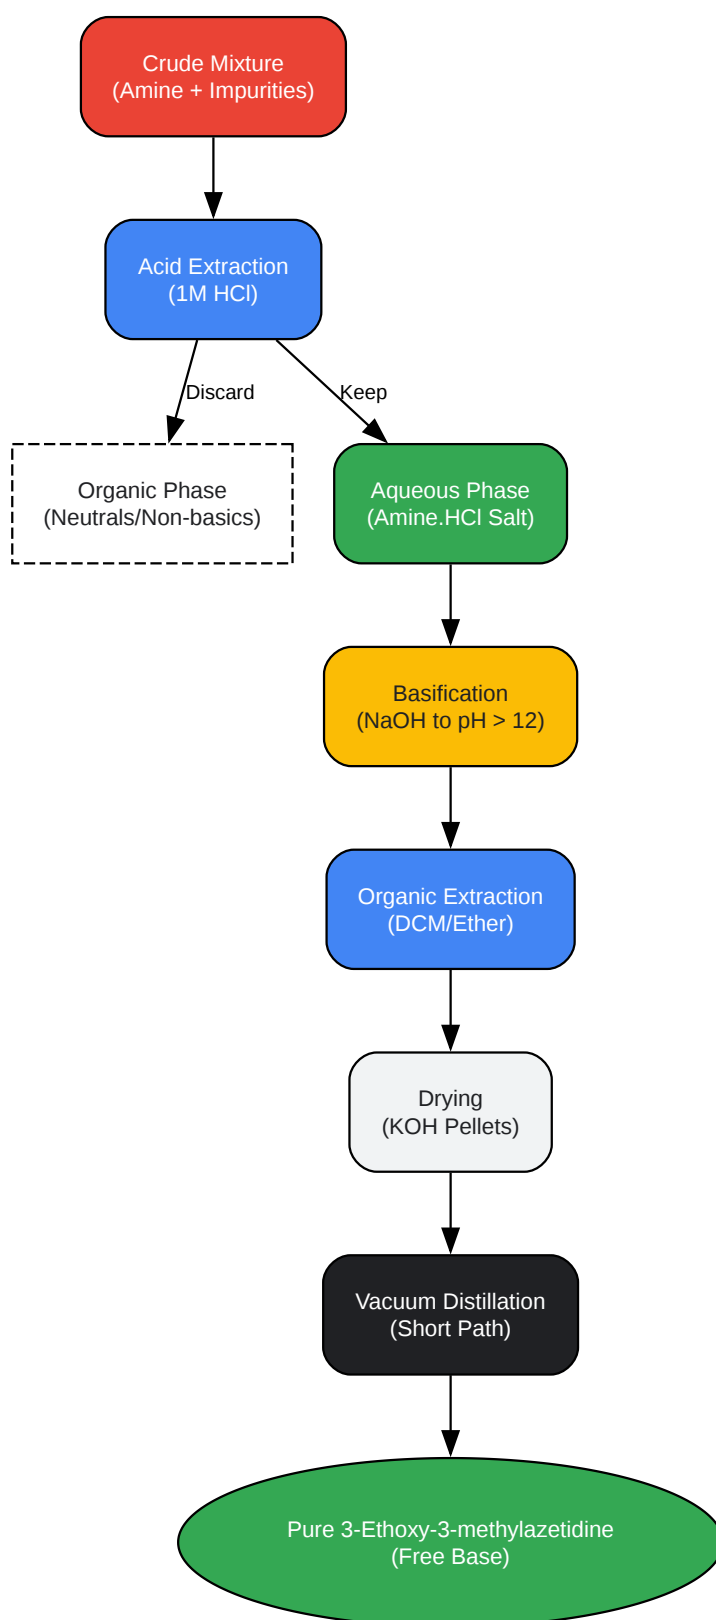 Crude Mixture
(Amine + Impurities)
Acid Extraction
(1M HCl)
Discard
Keep
Organic Phase
(Neutrals/Non-basics)
Aqueous Phase
(Amine.HCl Salt)
Basification
(NaOH to pH > 12)
Organic Extraction
(DCM/Ether)
Drying
(KOH Pellets)
Vacuum Distillation
(Short Path)
Pure 3-Ethoxy-3-methylazetidine
(Free Base)